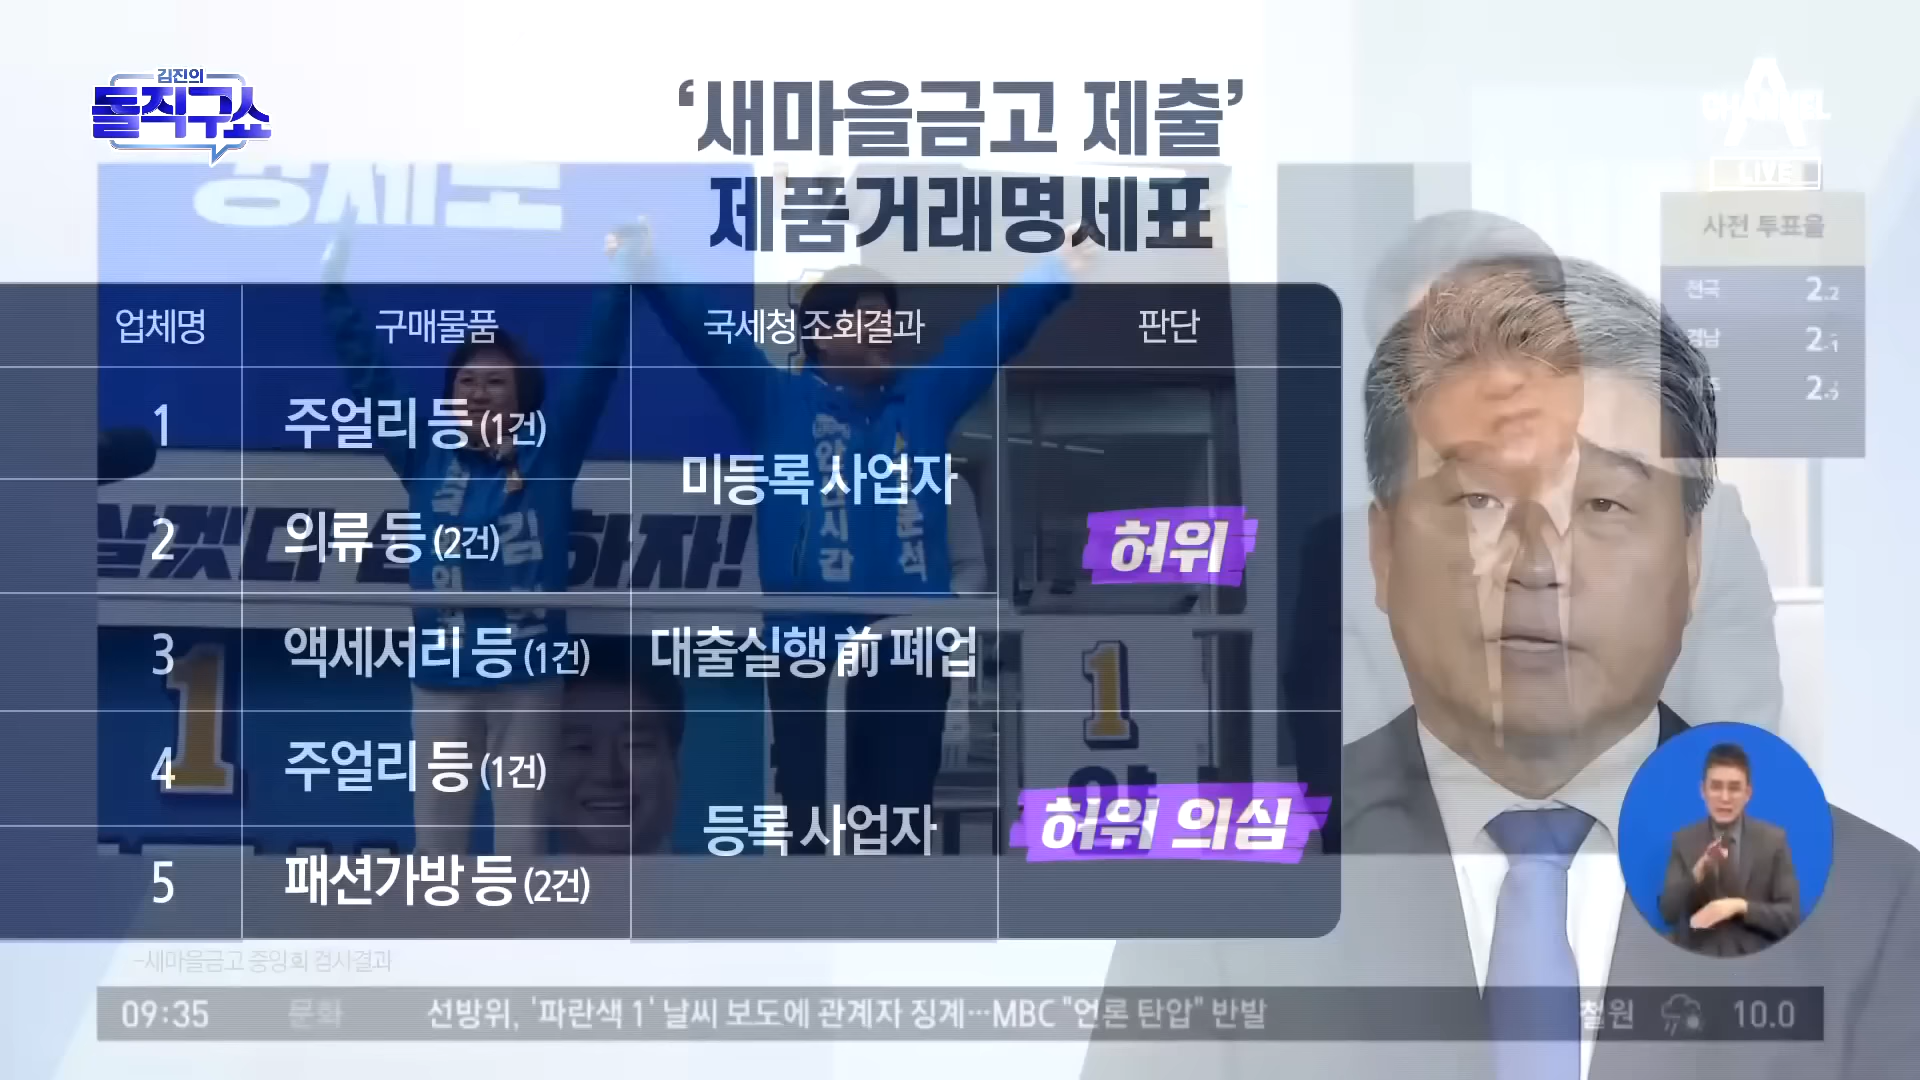 김진의
돌직구쇼
'새마을금고 제출'
제품거래명세표
LIVE
사전 투표율
전국
경남
업체명 구매물품 국세청 조회결과 판단
1 주얼리 등 (1건)
미등록 사업자
2 의류 등 (2건)
허위
3 액세서리 등 (1건) 대출실행 前 폐업
4 주얼리 등 (1건)
등록 사업자 허위 의심
5 패션가방 등 (2건)
하자!
1
1
-새마을금고 중앙회 검사결과
09:35 문화 선방위, '파란색 1' 날씨 보도에 관계자 징계…MBC "언론 탄압" 반발 철원 10.0